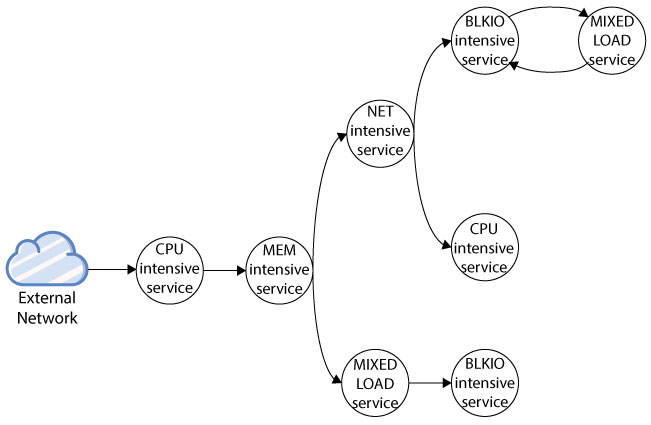 BLKIO
intensive
service
MIXED
LOAD
service
NET
intensive
service
CPU
intensive
service
MEM
intensive
service
CPU
intensive
service
External
Network
MIXED
LOAD
service
BLKIO
intensive
service